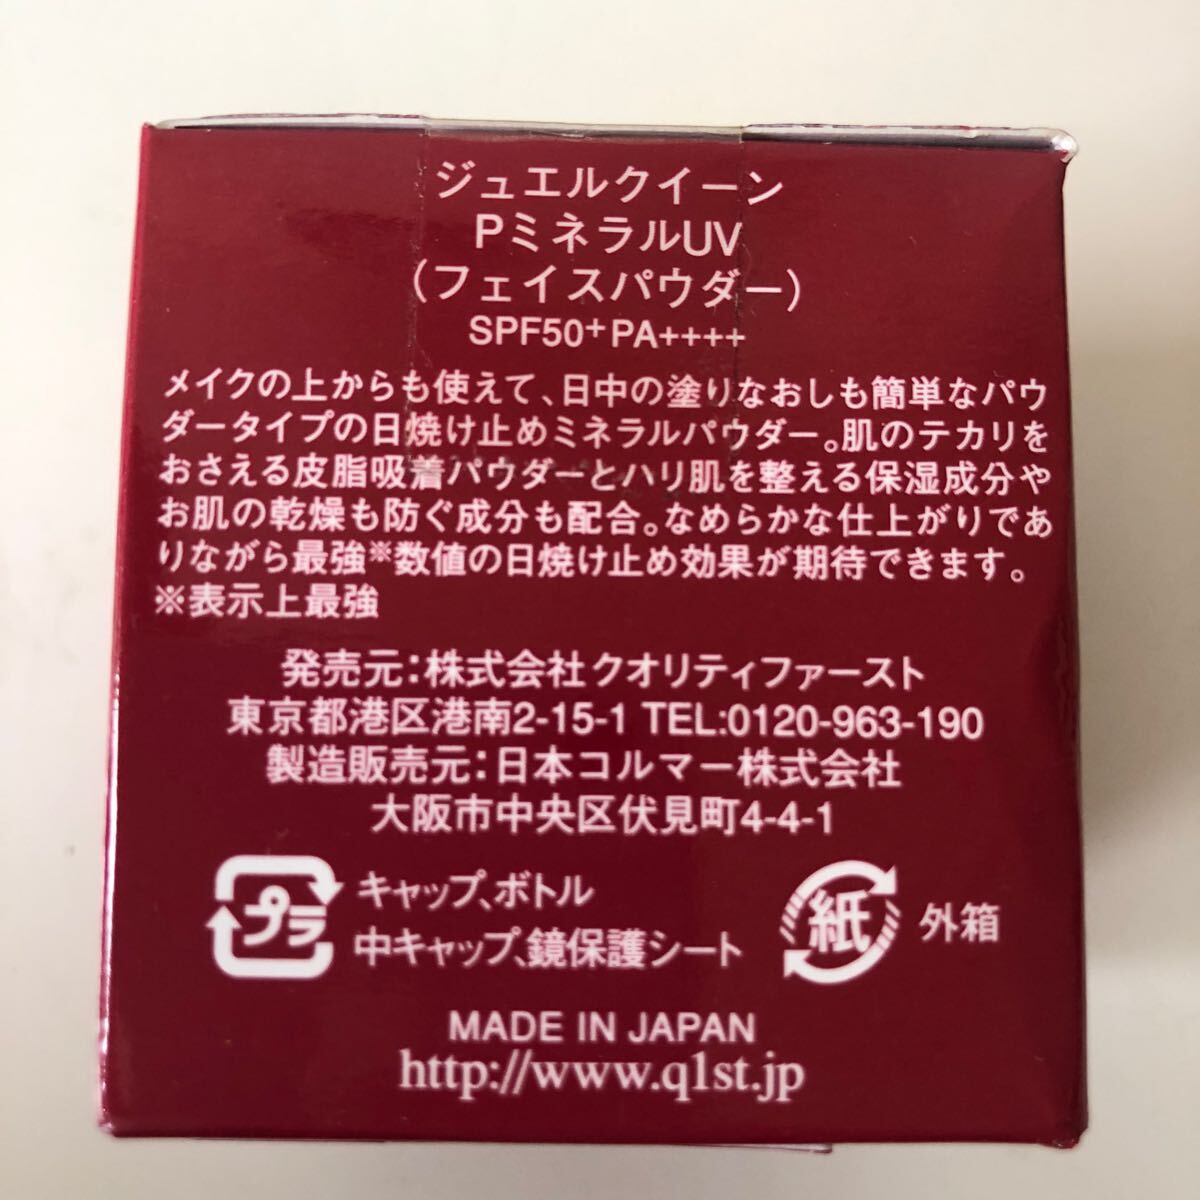 ジュエルクイーン
PミネラルUV
(フェイスパウダー)
SPF50+PA++++
メイクの上からも使えて、日中の塗りなおしも簡単なパウ
ダータイプの日焼け止めミネラルパウダー。肌のテカリを
おさえる皮脂吸着パウダーとハリ肌を整える保湿成分や
お肌の乾燥も防ぐ成分も配合。なめらかな仕上がりであ
りながら最強※数値の日焼け止め効果が期待できます。
※表示上最強
発売元:株式会社クオリティファースト
東京都港区港南2-15-1 TEL:0120-963-190
製造販売元:日本コルマー株式会社
大阪市中央区伏見町4-4-1
プラ キャップ、ボトル
中キャップ、鏡保護シート
紙 外箱
MADE IN JAPAN
http://www.q1st.jp